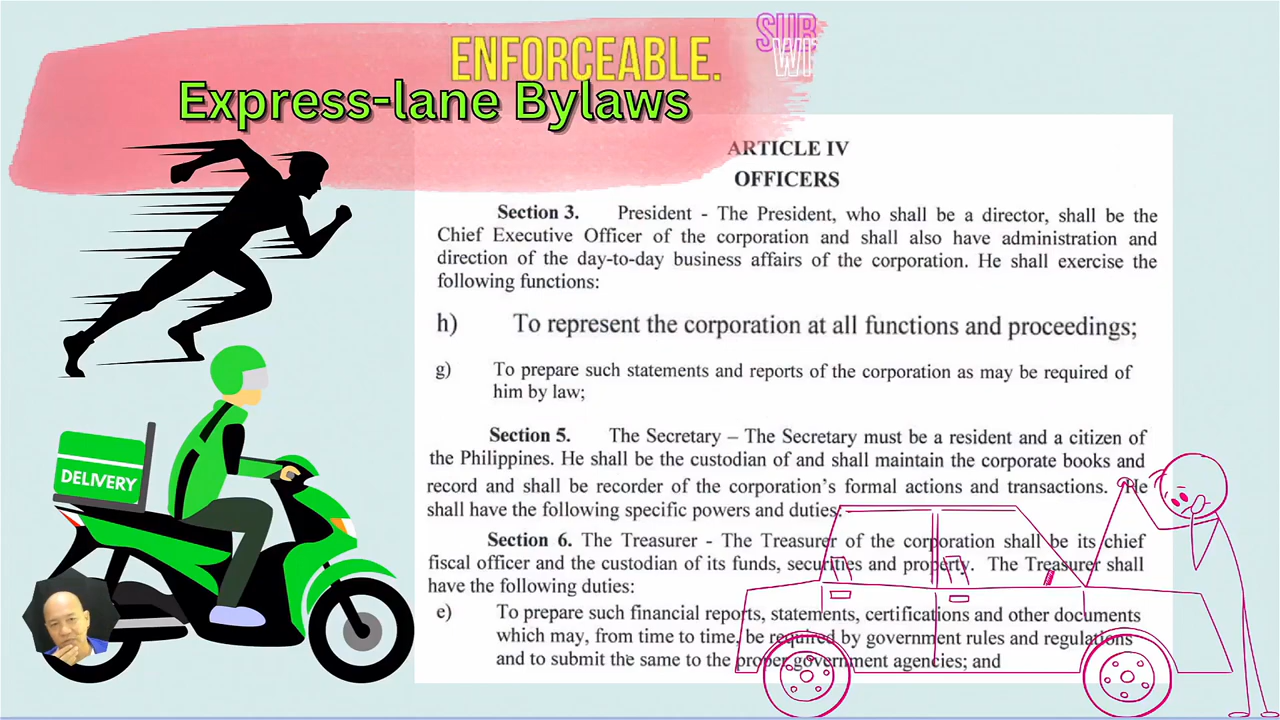 ENFORCEABLE.
SUB
WI
Express-lane Bylaws
ARTICLE IV
OFFICERS
Section 3. President - The President, who shall be a director, shall be the
Chief Executive Officer of the corporation and shall also have administration and
direction of the day-to-day business affairs of the corporation. He shall exercise the
following functions:
h) To represent the corporation at all functions and proceedings;
g) To prepare such statements and reports of the corporation as may be required of
him by law;
Section 5. The Secretary – The Secretary must be a resident and a citizen of
the Philippines. He shall be the custodian of and shall maintain the corporate books and
record and shall be recorder of the corporation's formal actions and transactions. He
shall have the following specific powers and duties:
Section 6. The Treasurer - The Treasurer of the corporation shall be its chief
fiscal officer and the custodian of its funds, securities and property. The Treasurer shall
have the following duties:
e) To prepare such financial reports, statements, certifications and other documents
which may, from time to time, be required by government rules and regulations
and to submit the same to the proper government agencies; and
DELIVERY